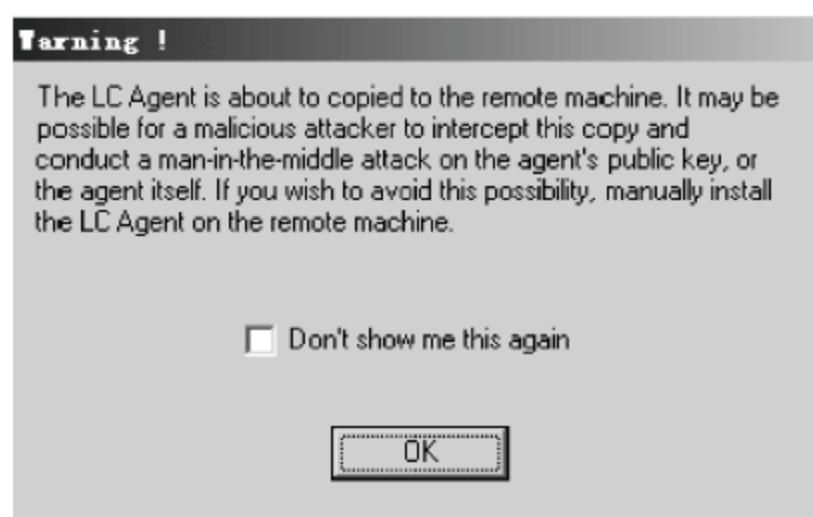 Warning !
The LC Agent is about to copied to the remote machine. It may be
possible for a malicious attacker to intercept this copy and
conduct a man-in-the-middle attack on the agent's public key, or
the agent itself. If you wish to avoid this possibility, manually install
the LC Agent on the remote machine.
Don't show me this again
OK